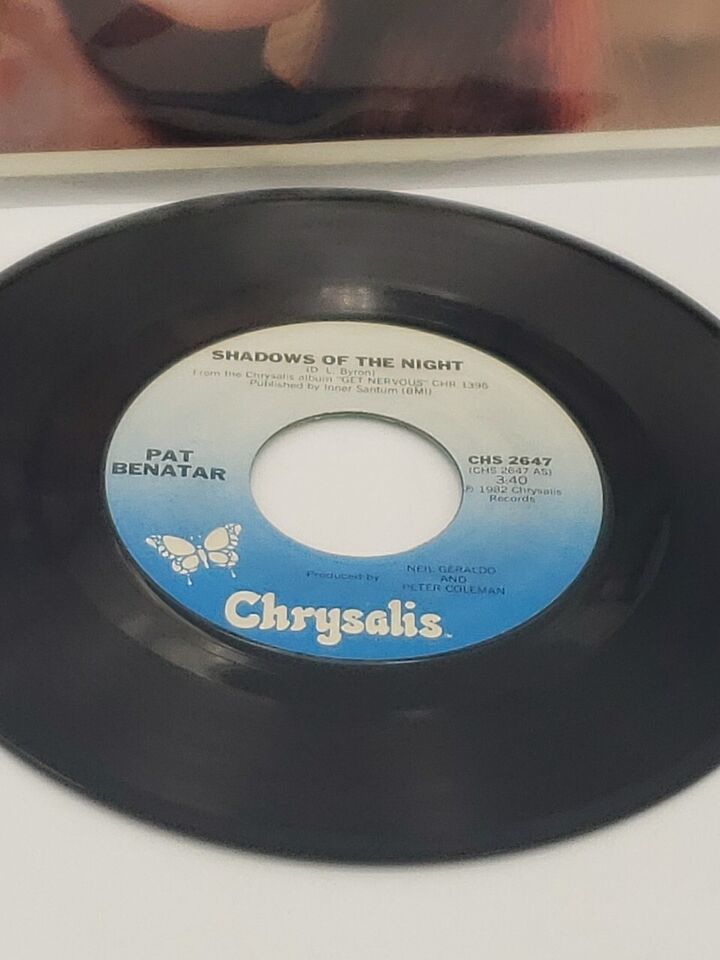 SHADOWS OF THE NIGHT
(D. L. Byron)
From the Chrysalis album "GET NERVOUS" CHR 1396
Published by Inner Santum (BMI)
PAT
BENATAR
CHS 2647
(CHS 2647 AS)
3:40
℗ 1982 Chrysalis
Records
Produced by
NEIL GERALDO
AND
PETER COLEMAN
Chrysalis™